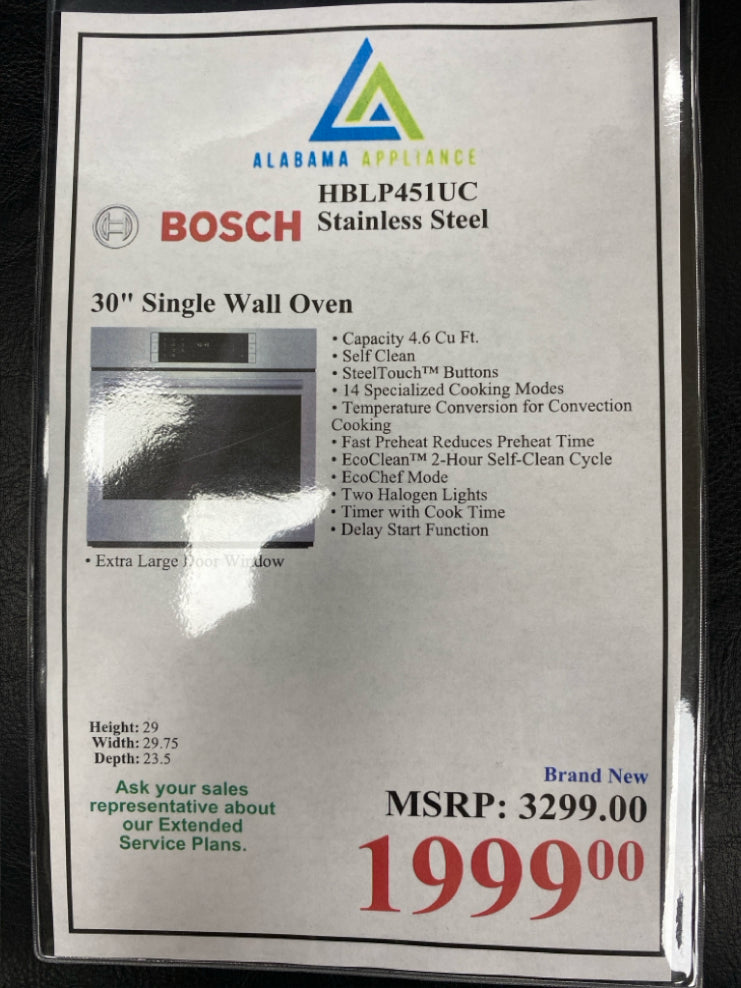 ALABAMA APPLIANCE
HBLP451UC
BOSCH Stainless Steel
30" Single Wall Oven
• Capacity 4.6 Cu Ft.
• Self Clean
• SteelTouch™ Buttons
• 14 Specialized Cooking Modes
• Temperature Conversion for Convection
Cooking
• Fast Preheat Reduces Preheat Time
• EcoClean™ 2-Hour Self-Clean Cycle
• EcoChef Mode
• Two Halogen Lights
• Timer with Cook Time
• Delay Start Function
• Extra Large Door Window
Height: 29
Width: 29.75
Depth: 23.5
Ask your sales
representative about
our Extended
Service Plans.
Brand New
MSRP: 3299.00
1999 00